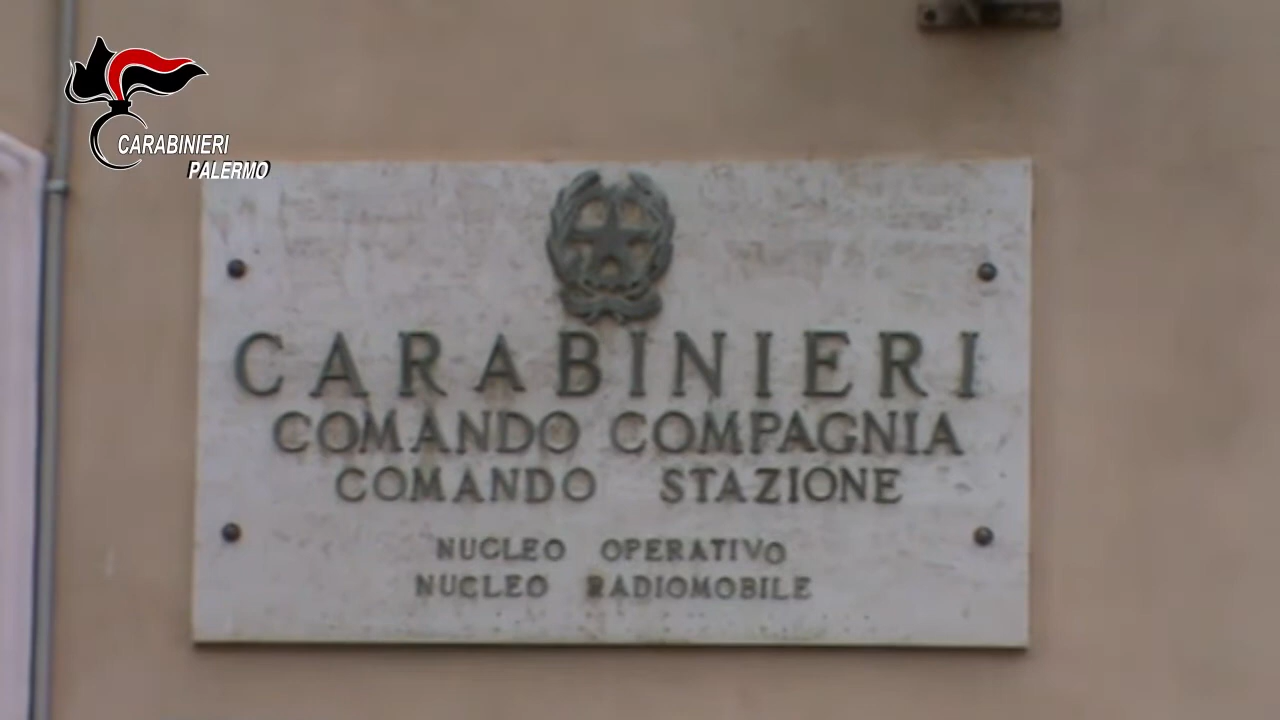 CARABINIERI
PALERMO
CARABINIERI
COMANDO COMPAGNIA
COMANDO STAZIONE
NUCLEO OPERATIVO
NUCLEO RADIOMOBILE